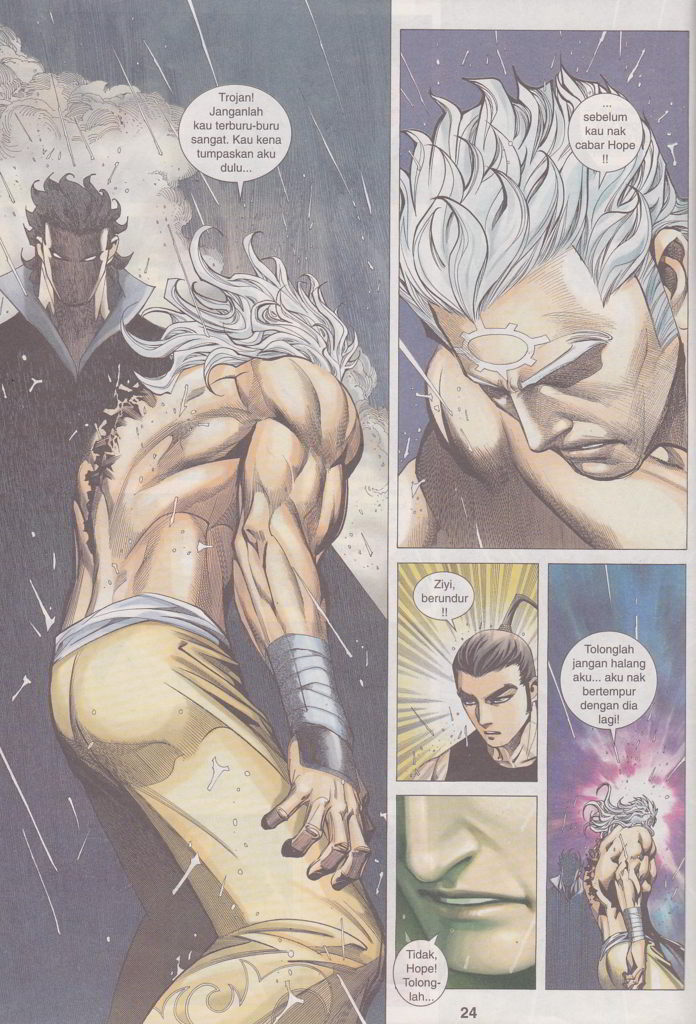 Trojan!
Janganlah
kau terburu-buru
sangat. Kau kena
tumpaskan aku
dulu...
...
sebelum
kau nak
cabar Hope
!!
Ziyi,
berundur
!!
Tolonglah
jangan halang
aku... aku nak
bertempur
dengan dia
lagi!
Tidak,
Hope!
Tolong-
lah...
24